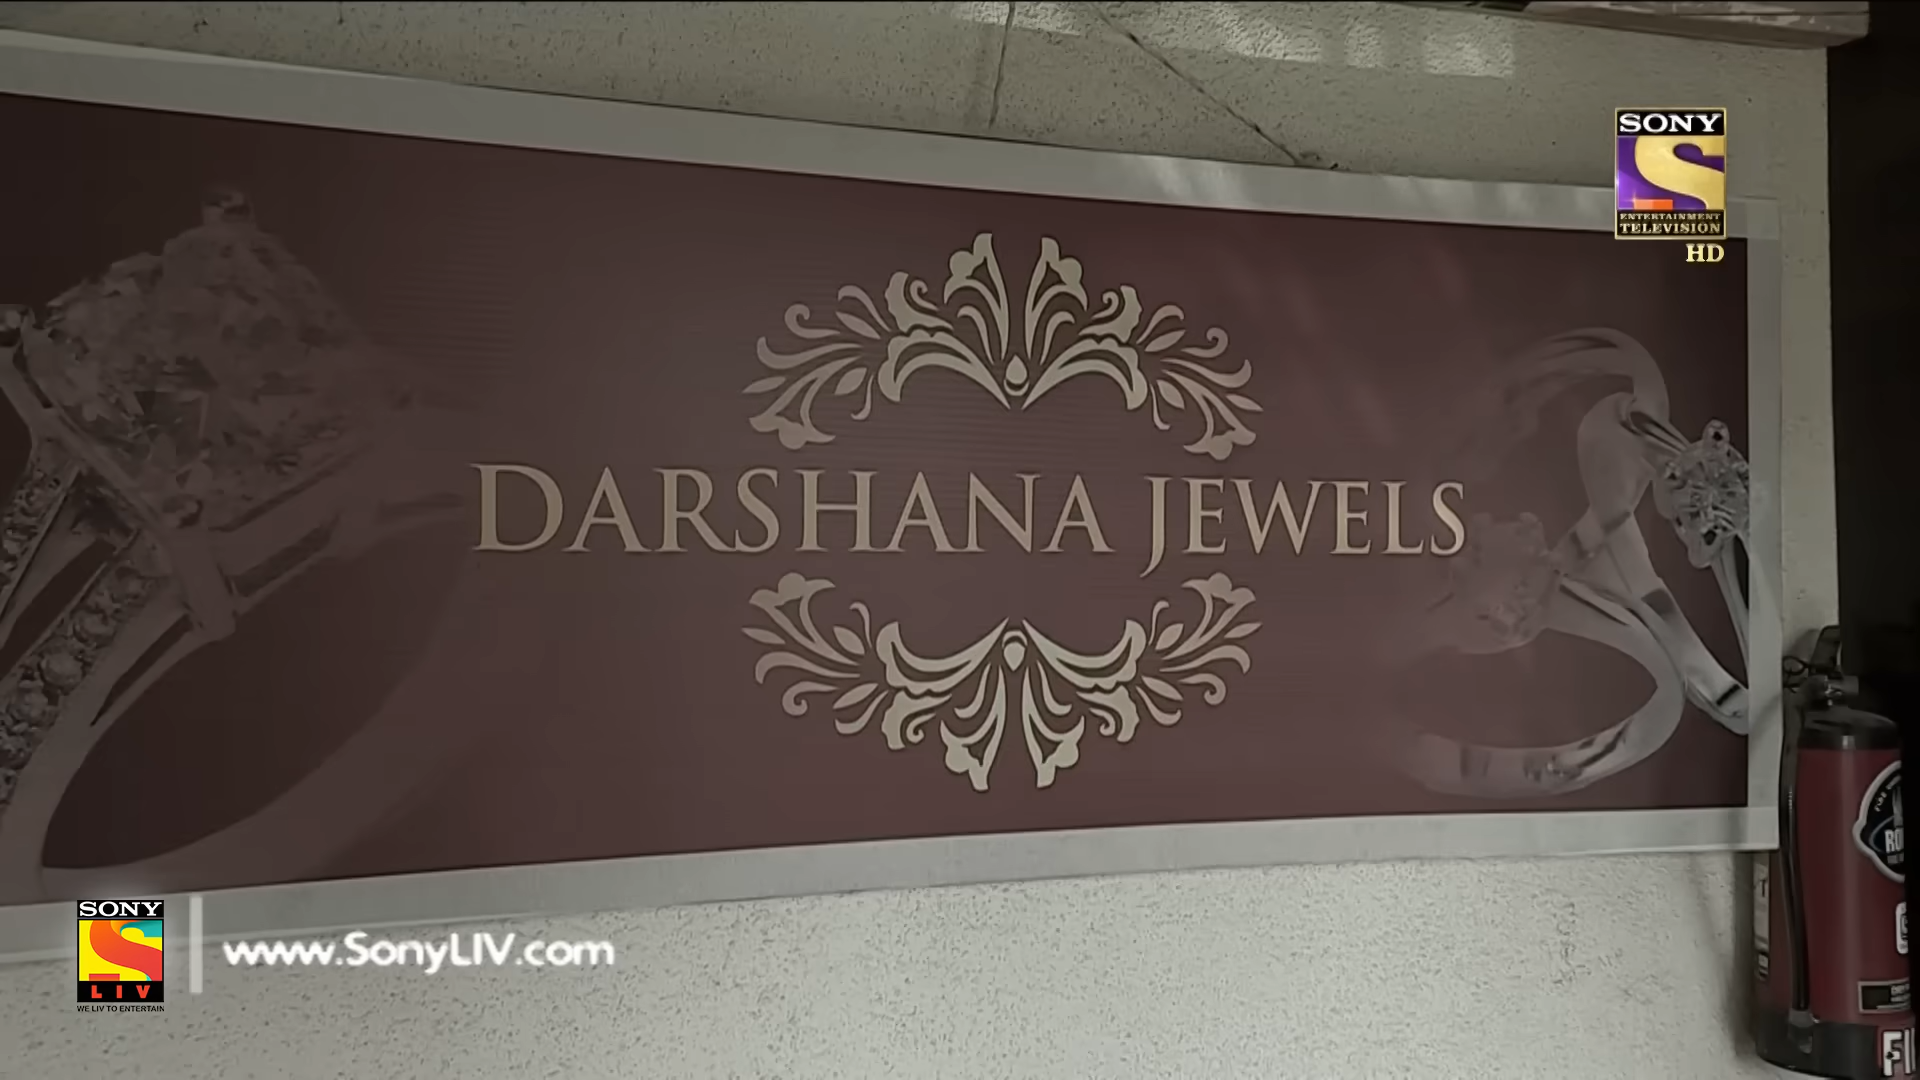 SONY
ENTERTAINMENT
TELEVISION
HD
DARSHANA JEWELS
SONY
LIV
WE LIV TO ENTERTAIN
www.SonyLIV.com